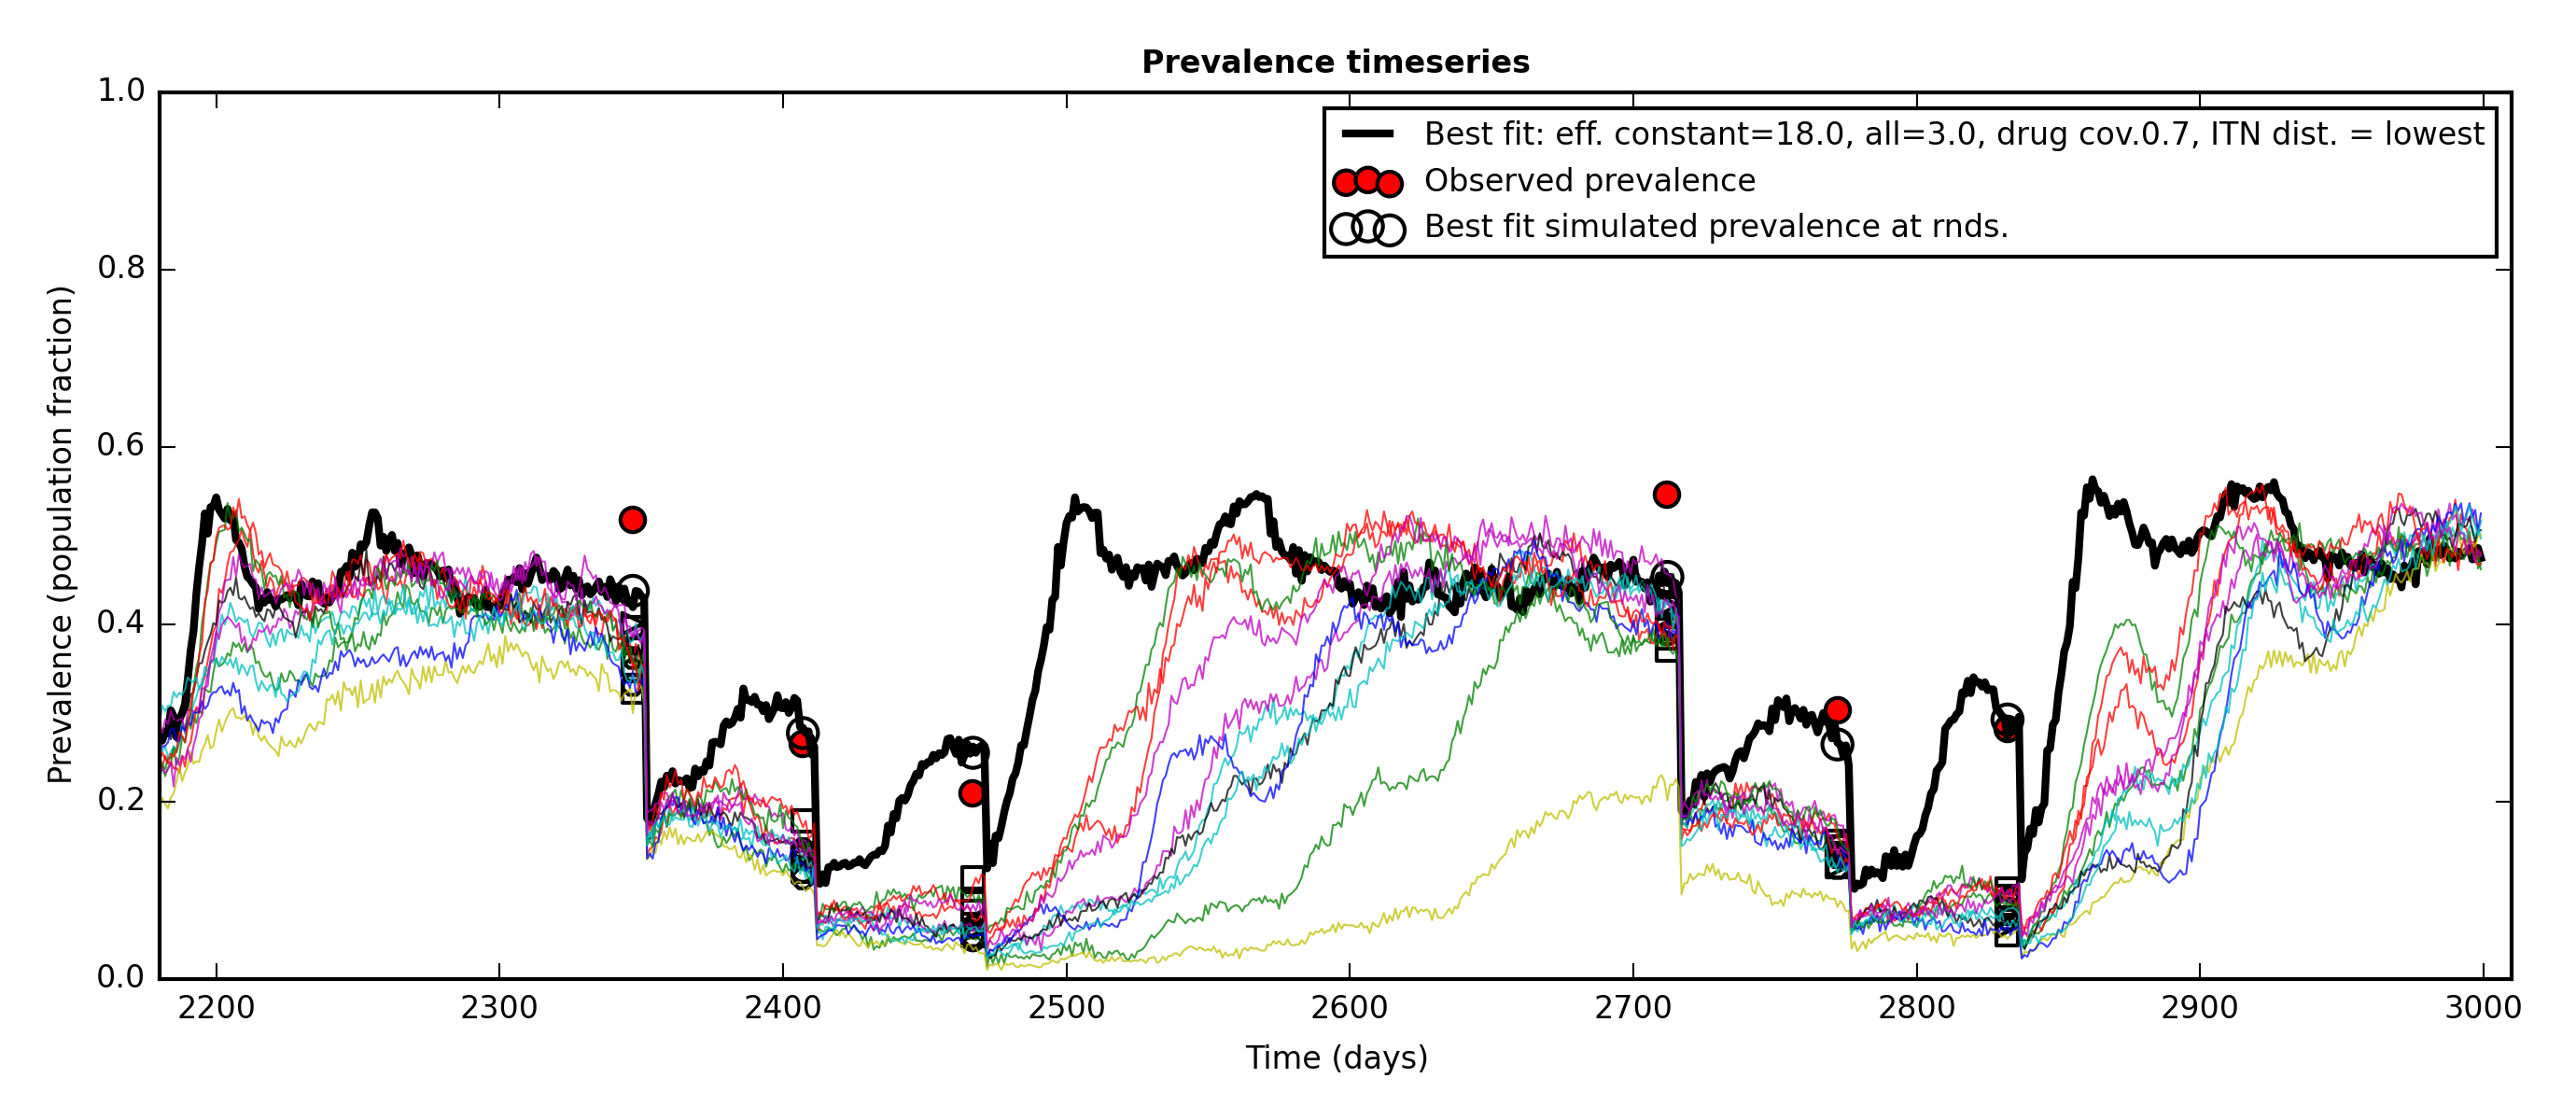 Prevalence timeseries
1.0
0.8
0.6
0.4
0.2
0.0
Prevalence (population fraction)
Best fit: eff. constant=18.0, all=3.0, drug cov.0.7, ITN dist. = lowest
Observed prevalence
Best fit simulated prevalence at rnds.
2200 2300 2400 2500 2600 2700 2800 2900 3000
Time (days)